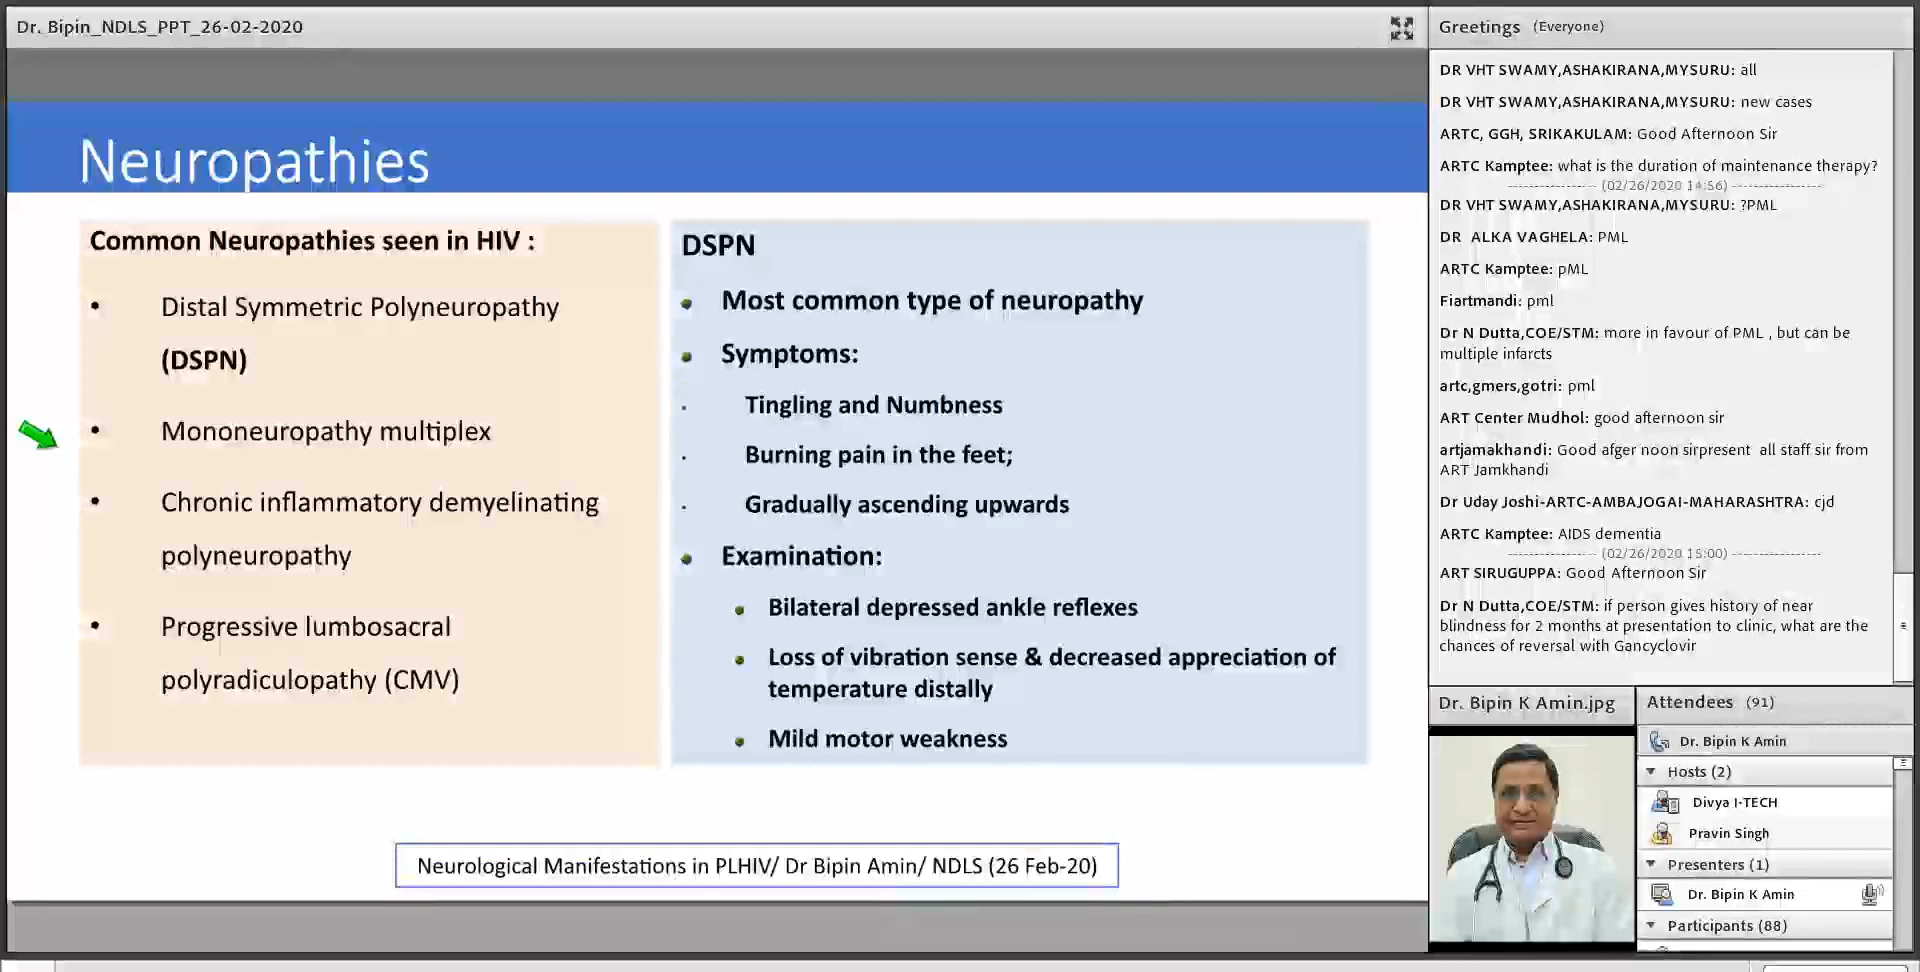 Dr. Bipin_NDLS_PPT_26-02-2020
Neuropathies
Common Neuropathies seen in HIV :
• Distal Symmetric Polyneuropathy
(DSPN)
• Mononeuropathy multiplex
• Chronic inflammatory demyelinating
polyneuropathy
• Progressive lumbosacral
polyradiculopathy (CMV)
DSPN
• Most common type of neuropathy
• Symptoms:
· Tingling and Numbness
· Burning pain in the feet;
· Gradually ascending upwards
• Examination:
• Bilateral depressed ankle reflexes
• Loss of vibration sense & decreased appreciation of
temperature distally
• Mild motor weakness
Neurological Manifestations in PLHIV/ Dr Bipin Amin/ NDLS (26 Feb-20)
Greetings (Everyone)
DR VHT SWAMY,ASHAKIRANA,MYSURU: all
DR VHT SWAMY,ASHAKIRANA,MYSURU: new cases
ARTC, GGH, SRIKAKULAM: Good Afternoon Sir
ARTC Kamptee: what is the duration of maintenance therapy?
---------------- (02/26/2020 14:56) ----------------
DR VHT SWAMY,ASHAKIRANA,MYSURU: ?PML
DR ALKA VAGHELA: PML
ARTC Kamptee: pML
Fiartmandi: pml
Dr N Dutta,COE/STM: more in favour of PML , but can be
multiple infarcts
artc,gmers,gotri: pml
ART Center Mudhol: good afternoon sir
artjamakhandi: Good afger noon sirpresent all staff sir from
ART Jamkhandi
Dr Uday Joshi-ARTC-AMBAJOGAI-MAHARASHTRA: cjd
ARTC Kamptee: AIDS dementia
---------------- (02/26/2020 15:00) ----------------
ART SIRUGUPPA: Good Afternoon Sir
Dr N Dutta,COE/STM: if person gives history of near
blindness for 2 months at presentation to clinic, what are the
chances of reversal with Gancyclovir
Dr. Bipin K Amin.jpg
Attendees (91)
Dr. Bipin K Amin
Hosts (2)
Divya I-TECH
Pravin Singh
Presenters (1)
Dr. Bipin K Amin
Participants (88)